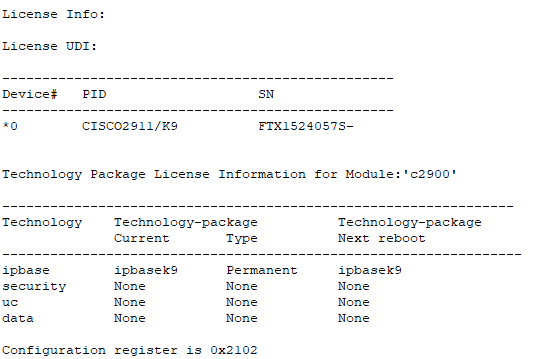 License Info:
License UDI:
-------------------------------------------------
Device#   PID                   SN
-------------------------------------------------
*0        CISCO2911/K9          FTX1524057S-
Technology Package License Information for Module:'c2900'
----------------------------------------------------------------
Technology    Technology-package          Technology-package
              Current       Type          Next reboot
-----------------------------------------------------------------
ipbase        ipbasek9      Permanent     ipbasek9
security      None          None          None
uc            None          None          None
data          None          None          None
Configuration register is 0x2102